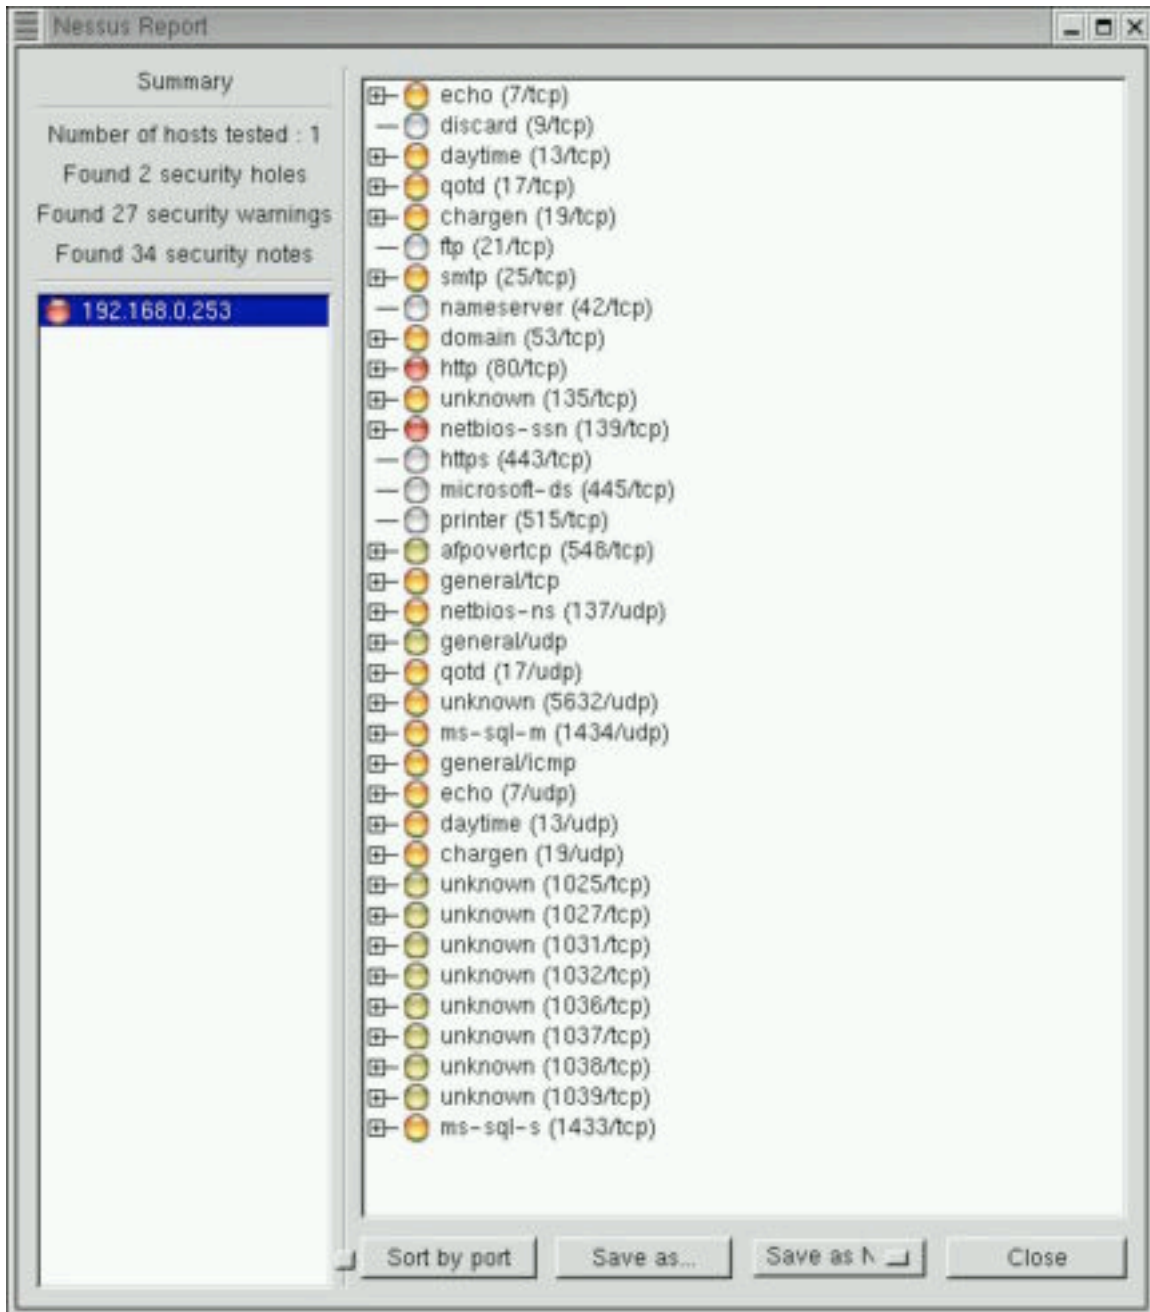 Nessus Report
Summary
Number of hosts tested : 1
Found 2 security holes
Found 27 security warnings
Found 34 security notes
192.168.0.253
echo (7/tcp)
discard (9/tcp)
daytime (13/tcp)
qotd (17/tcp)
chargen (19/tcp)
ftp (21/tcp)
smtp (25/tcp)
nameserver (42/tcp)
domain (53/tcp)
http (80/tcp)
unknown (135/tcp)
netbios-ssn (139/tcp)
https (443/tcp)
microsoft-ds (445/tcp)
printer (515/tcp)
afpovertcp (548/tcp)
general/tcp
netbios-ns (137/udp)
general/udp
qotd (17/udp)
unknown (5632/udp)
ms-sql-m (1434/udp)
general/icmp
echo (7/udp)
daytime (13/udp)
chargen (19/udp)
unknown (1025/tcp)
unknown (1027/tcp)
unknown (1031/tcp)
unknown (1032/tcp)
unknown (1036/tcp)
unknown (1037/tcp)
unknown (1038/tcp)
unknown (1039/tcp)
ms-sql-s (1433/tcp)
Sort by port
Save as...
Save as N
Close